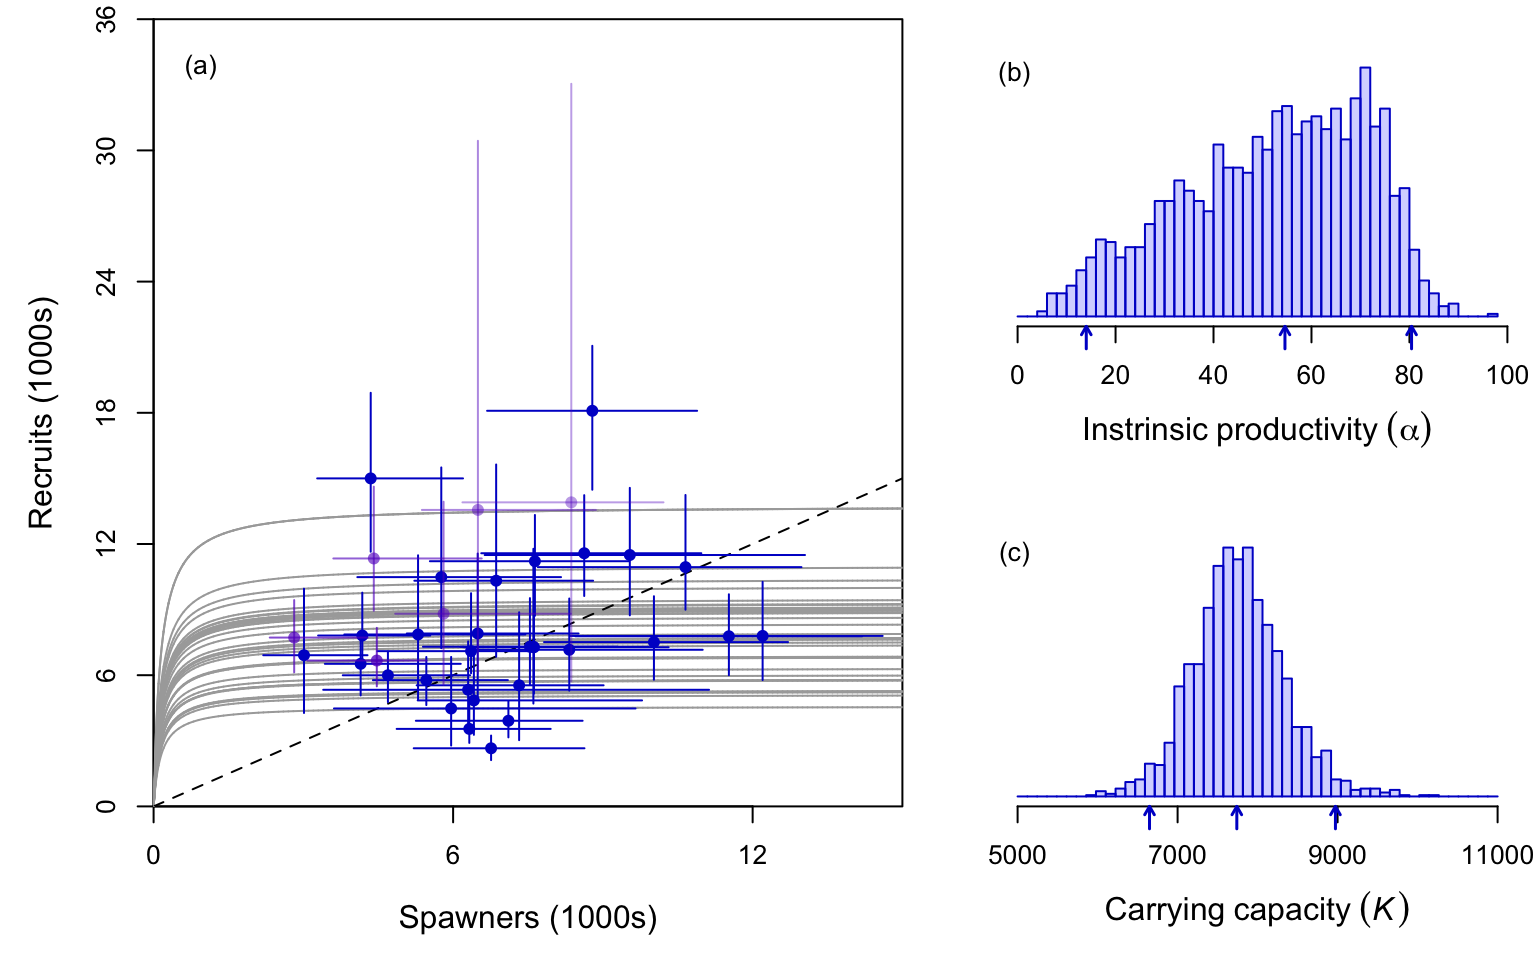 (a)
36
30
24
18
12
6
0
Recruits (1000s)
0 6 12
Spawners (1000s)
(b)
0 20 40 60 80 100
Instrinsic productivity (α)
(c)
5000 7000 9000 11000
Carrying capacity (K)